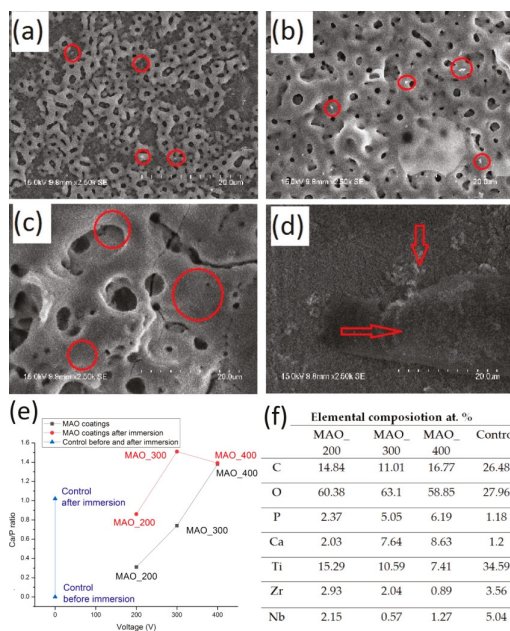 (a)
15.0kV 9.8mm x2.50k SE
20.0um
(b)
15.0kV 9.8mm x2.50k SE
20.0um
(c)
15.0kV 9.8mm x2.50k SE
20.0um
(d)
15.0kV 9.8mm x2.50k SE
20.0um
(e)
MAO coatings
MAO coatings after immersion
Control before and after immersion
Ca/P ratio
1.6
1.4
1.2
1.0
0.8
0.6
0.4
0.2
0.0
MAO_300
MAO_400
MAO_400
Control
after immersion
MAO_200
MAO_300
MAO_200
Control
before immersion
0 50 100 150 200 250 300 350 400 450
Voltage (V)
(f)
Elemental composiotion at. %
MAO_ MAO_ MAO_ Contro
200 300 400
C 14.84 11.01 16.77 26.48
O 60.38 63.1 58.85 27.96
P 2.37 5.05 6.19 1.18
Ca 2.03 7.64 8.63 1.2
Ti 15.29 10.59 7.41 34.59
Zr 2.93 2.04 0.89 3.56
Nb 2.15 0.57 1.27 5.04